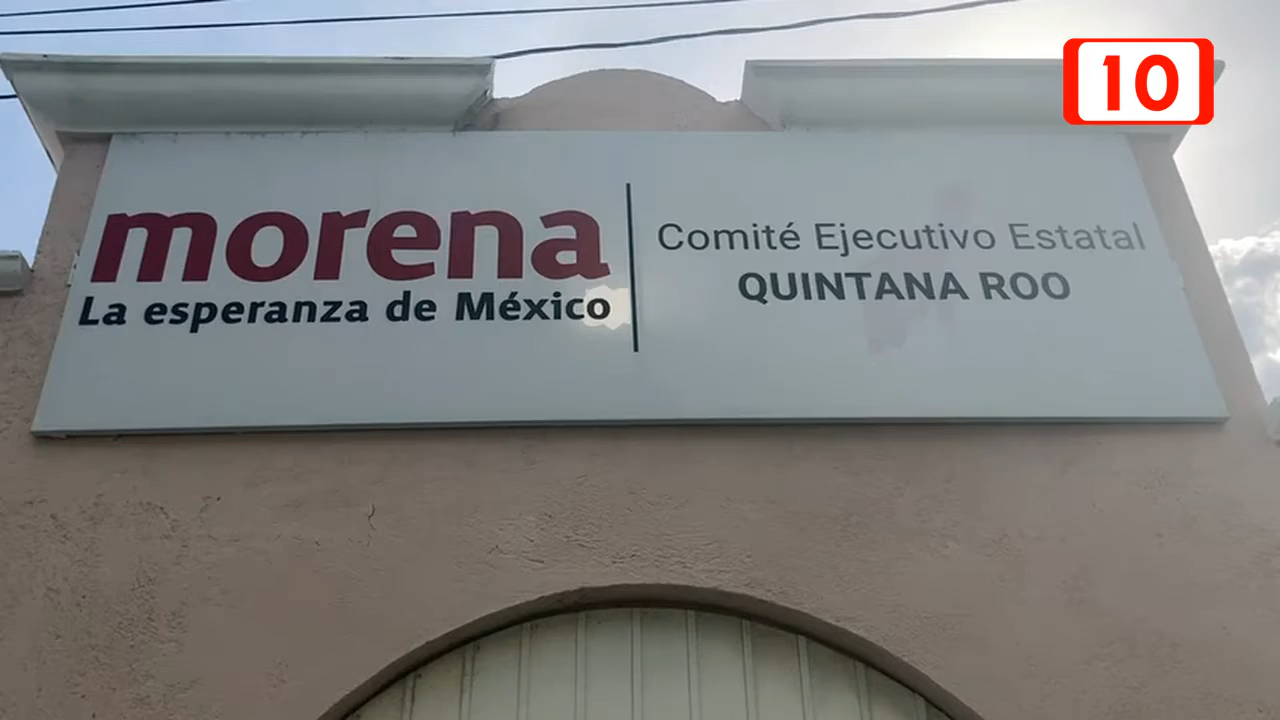 10
morena
La esperanza de México
Comité Ejecutivo Estatal
QUINTANA ROO